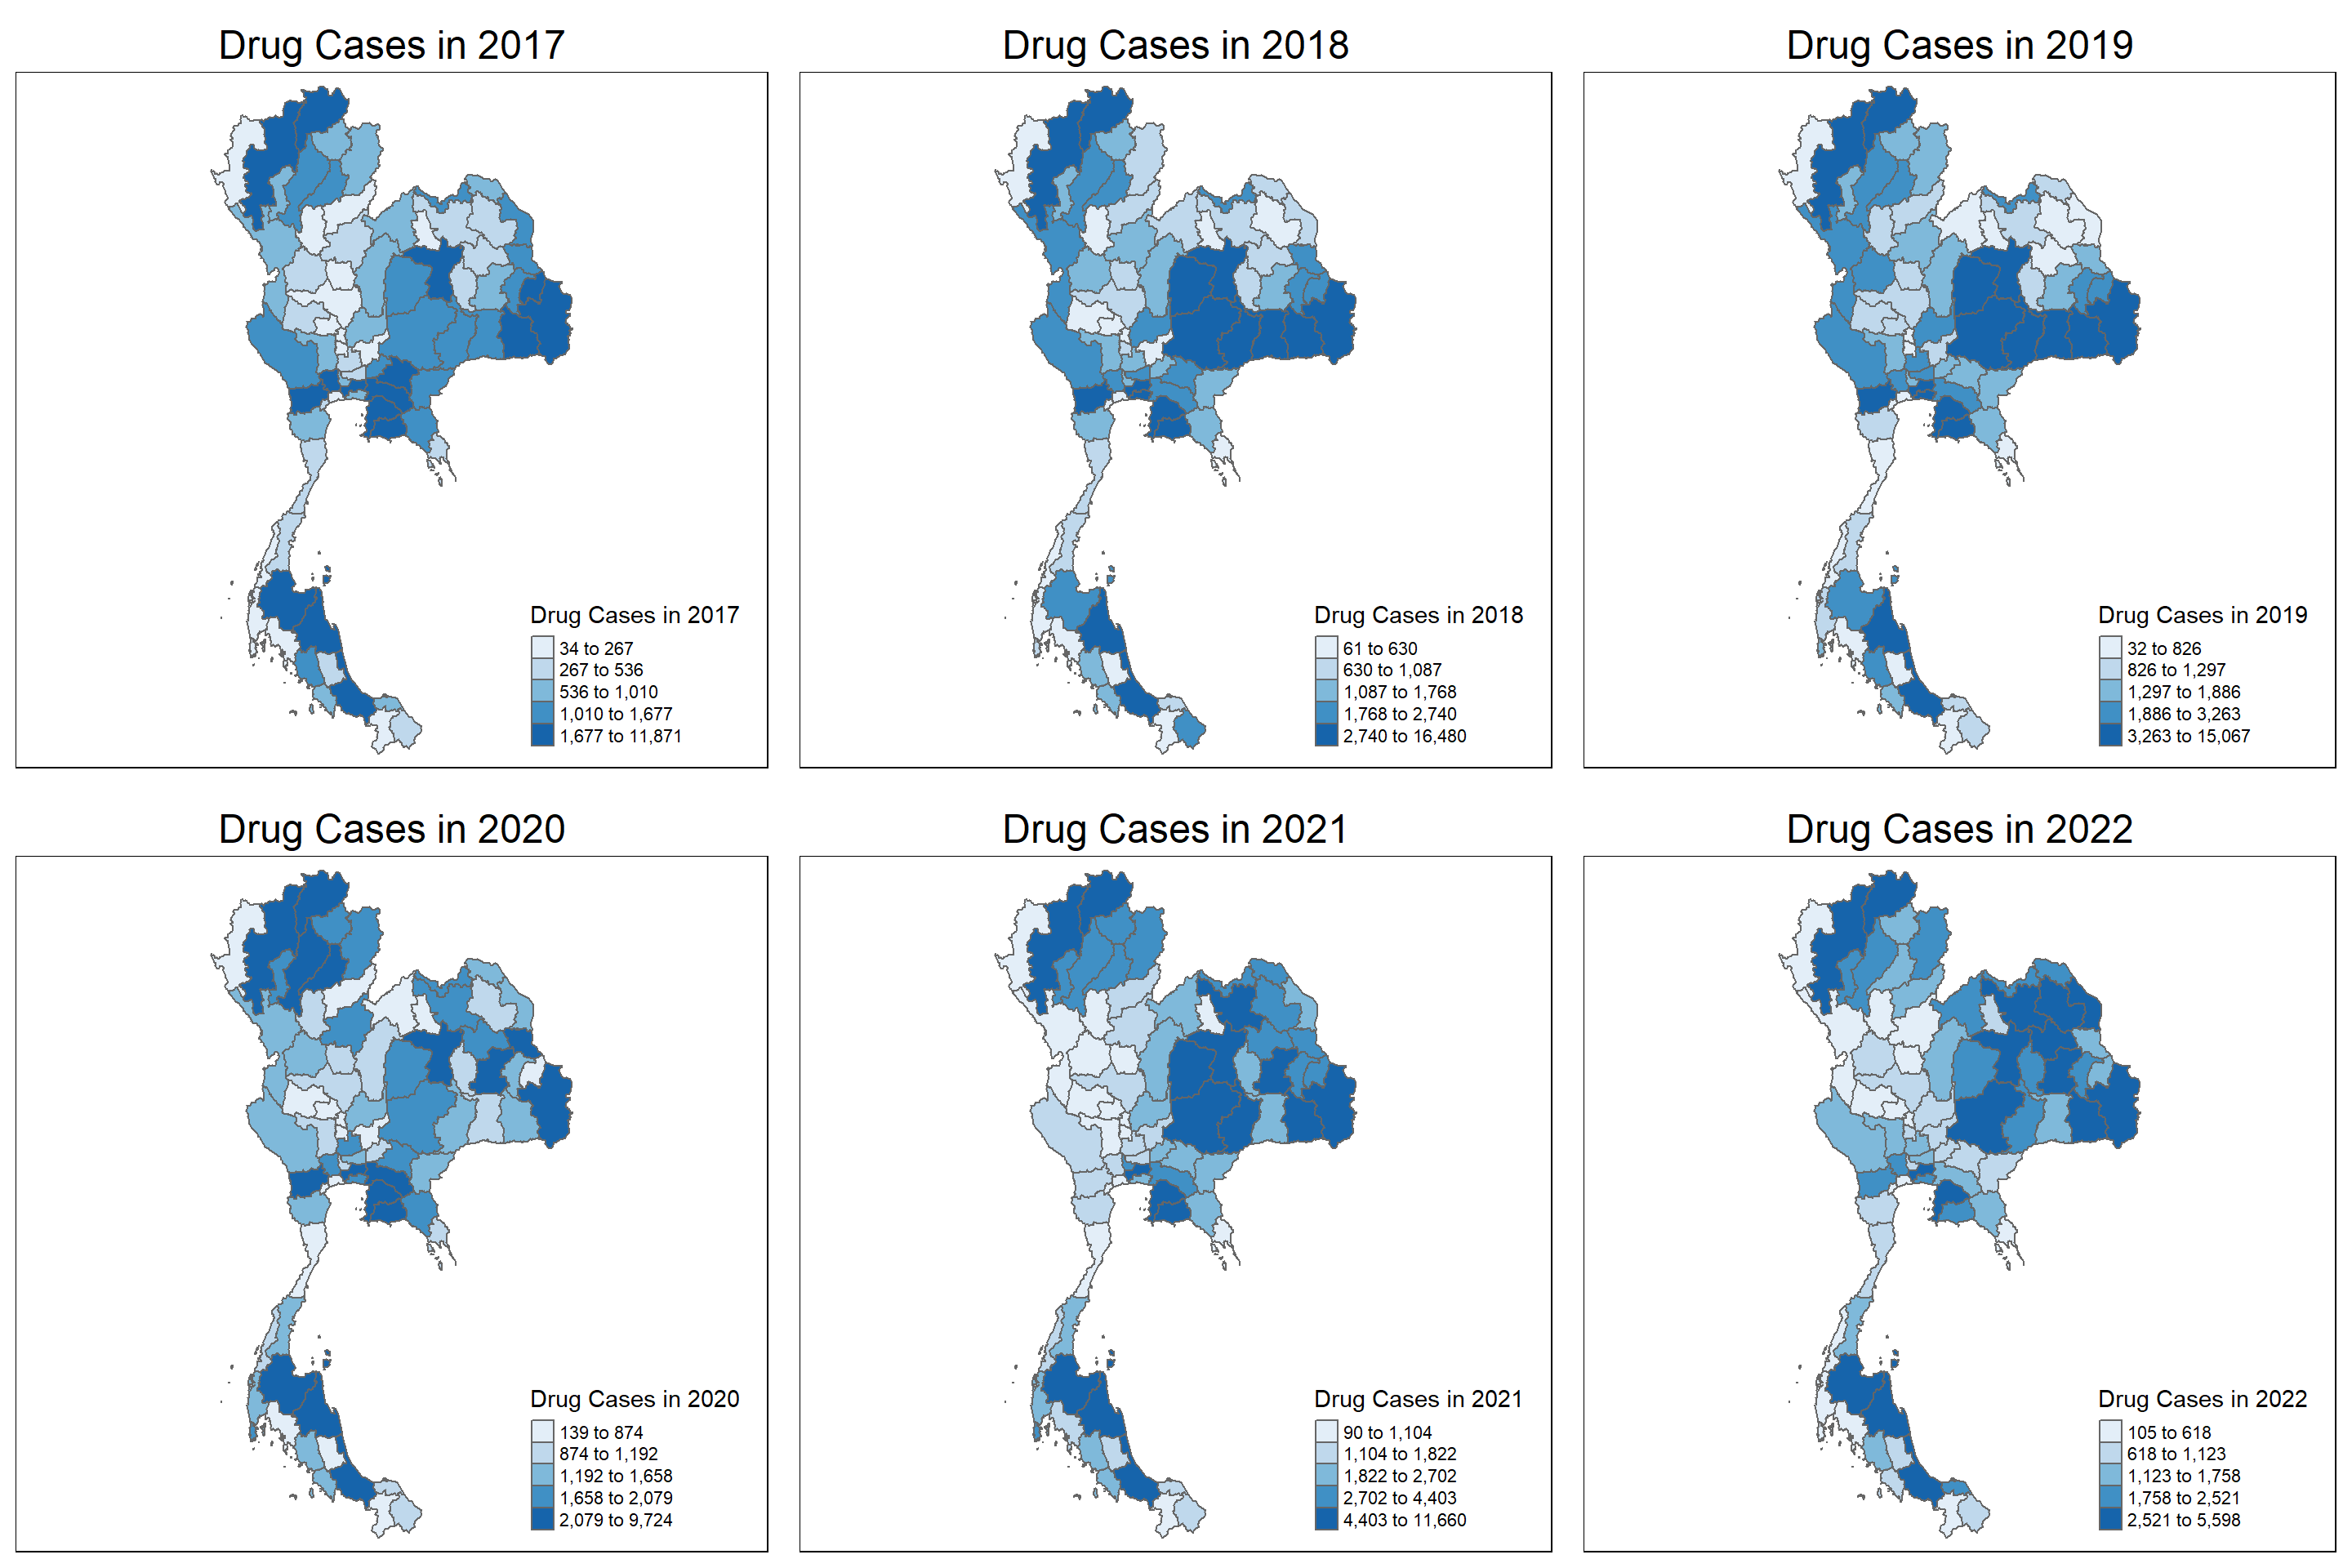 Drug Cases in 2017
Drug Cases in 2018
Drug Cases in 2019
Drug Cases in 2017
34 to 267
267 to 536
536 to 1,010
1,010 to 1,677
1,677 to 11,871
Drug Cases in 2018
61 to 630
630 to 1,087
1,087 to 1,768
1,768 to 2,740
2,740 to 16,480
Drug Cases in 2019
32 to 826
826 to 1,297
1,297 to 1,886
1,886 to 3,263
3,263 to 15,067
Drug Cases in 2020
Drug Cases in 2021
Drug Cases in 2022
Drug Cases in 2020
139 to 874
874 to 1,192
1,192 to 1,658
1,658 to 2,079
2,079 to 9,724
Drug Cases in 2021
90 to 1,104
1,104 to 1,822
1,822 to 2,702
2,702 to 4,403
4,403 to 11,660
Drug Cases in 2022
105 to 618
618 to 1,123
1,123 to 1,758
1,758 to 2,521
2,521 to 5,598